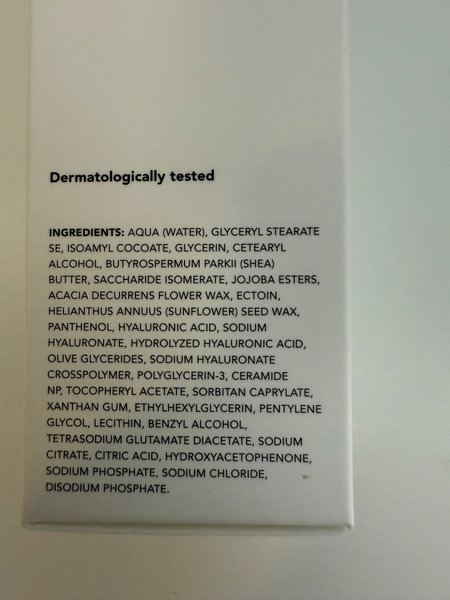 Dermatologically tested
INGREDIENTS: AQUA (WATER), GLYCERYL STEARATE
SE, ISOAMYL COCOATE, GLYCERIN, CETEARYL
ALCOHOL, BUTYROSPERMUM PARKII (SHEA)
BUTTER, SACCHARIDE ISOMERATE, JOJOBA ESTERS,
ACACIA DECURRENS FLOWER WAX, ECTOIN,
HELIANTHUS ANNUUS (SUNFLOWER) SEED WAX,
PANTHENOL, HYALURONIC ACID, SODIUM
HYALURONATE, HYDROLYZED HYALURONIC ACID,
OLIVE GLYCERIDES, SODIUM HYALURONATE
CROSSPOLYMER, POLYGLYCERIN-3, CERAMIDE
NP, TOCOPHERYL ACETATE, SORBITAN CAPRYLATE,
XANTHAN GUM, ETHYLHEXYLGLYCERIN, PENTYLENE
GLYCOL, LECITHIN, BENZYL ALCOHOL,
TETRASODIUM GLUTAMATE DIACETATE, SODIUM
CITRATE, CITRIC ACID, HYDROXYACETOPHENONE,
SODIUM PHOSPHATE, SODIUM CHLORIDE,
DISODIUM PHOSPHATE.